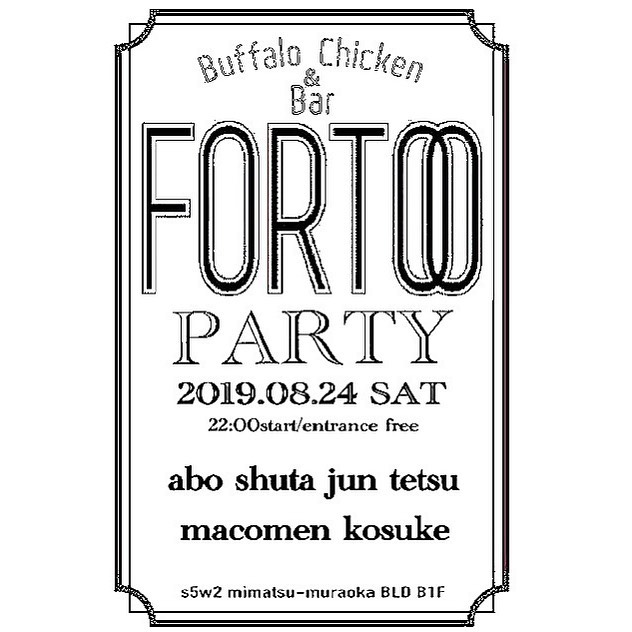 Buffalo Chicken
&
Bar
FORTOO
PARTY
2019.08.24 SAT
22:00start/entrance free
abo shuta jun tetsu
macomen kosuke
s5w2 mimatsu-muraoka BLD B1F